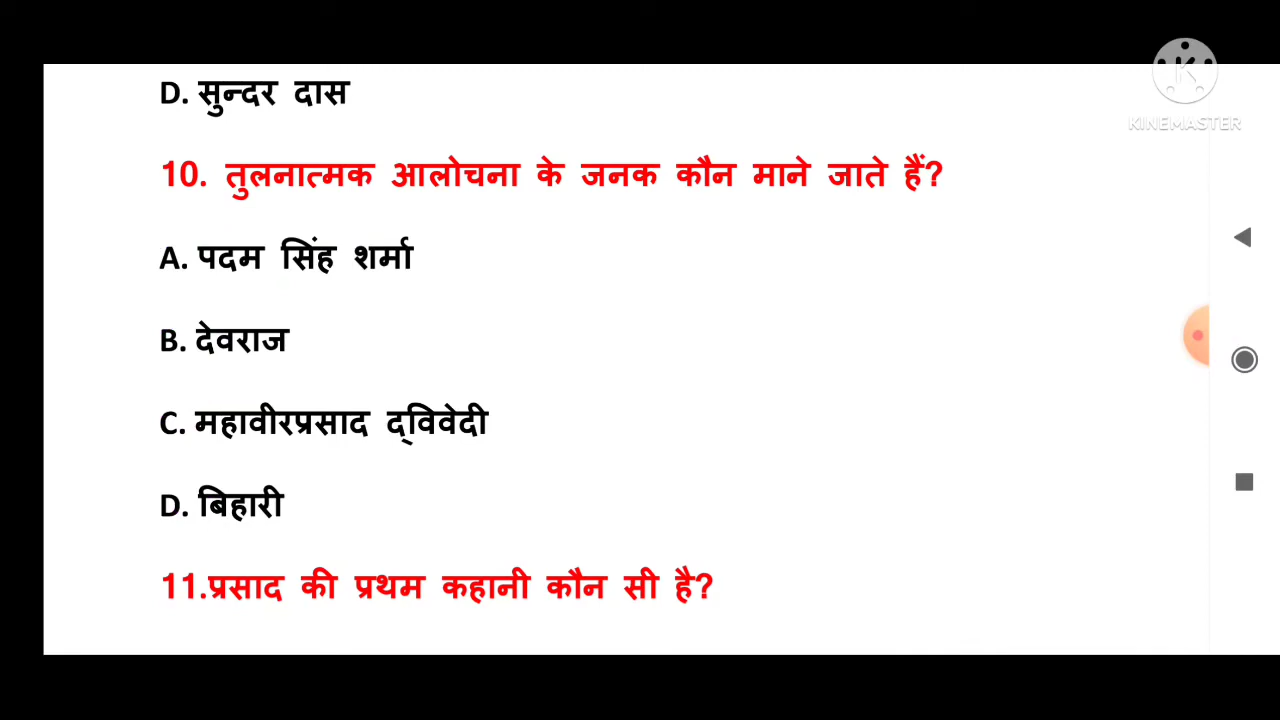 D. सुन्दर दास
KINEMASTER
10. तुलनात्मक आलोचना के जनक कौन माने जाते हैं?
A. पदम सिंह शर्मा
B. देवराज
C. महावीरप्रसाद द्विवेदी
D. बिहारी
11.प्रसाद की प्रथम कहानी कौन सी है?